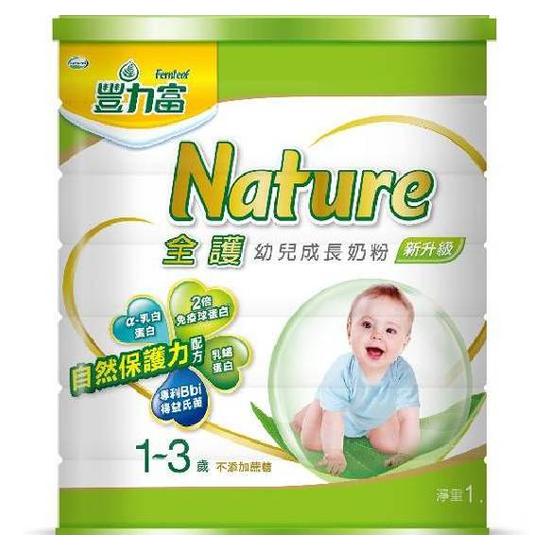 Fernleaf
豐力富
Nature
全護 幼兒成長奶粉 新升級
α-乳白
蛋白
2倍
免疫球蛋白
自然保護力
配方
乳鐵
蛋白
專利Bbi
得益氏菌
1~3歲 不添加蔗糖
淨重1.